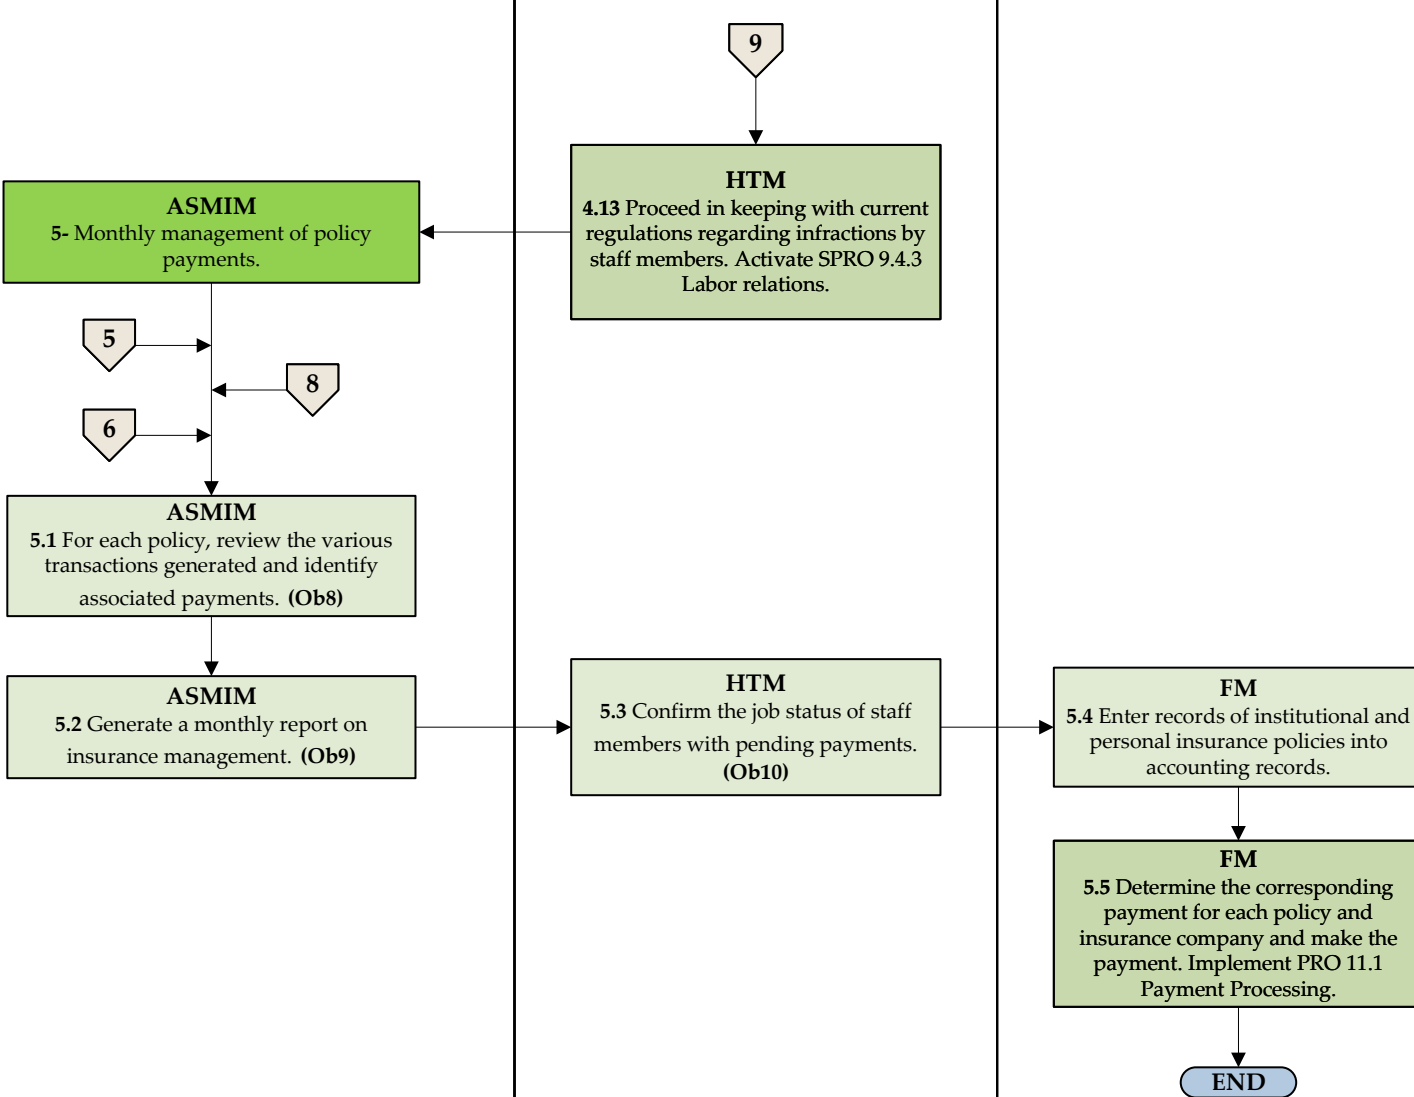 9
HTM
4.13 Proceed in keeping with current
regulations regarding infractions by
staff members. Activate SPRO 9.4.3
Labor relations.
ASMIM
5- Monthly management of policy
payments.
5
8
6
ASMIM
5.1 For each policy, review the various
transactions generated and identify
associated payments. (Ob8)
ASMIM
5.2 Generate a monthly report on
insurance management. (Ob9)
HTM
5.3 Confirm the job status of staff
members with pending payments.
(Ob10)
FM
5.4 Enter records of institutional and
personal insurance policies into
accounting records.
FM
5.5 Determine the corresponding
payment for each policy and
insurance company and make the
payment. Implement PRO 11.1
Payment Processing.
END